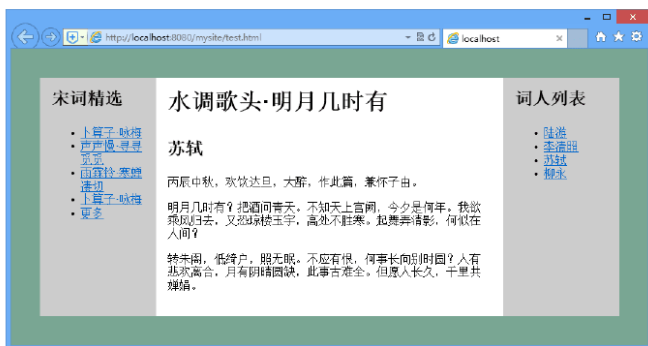 http://localhost:8080/mysite/test.html
localhost
宋词精选
卜算子·咏梅
声声慢·寻寻
觅觅
雨霖铃·寒蝉
凄切
卜算子·咏梅
更多
水调歌头·明月几时有
苏轼
丙辰中秋，欢饮达旦，大醉，作此篇，兼怀子由。
明月几时有？把酒问青天。不知天上宫阙，今夕是何年。我欲
乘风归去，又恐琼楼玉宇，高处不胜寒。起舞弄清影，何似在
人间？
转朱阁，低绮户，照无眠。不应有恨，何事长向别时圆？人有
悲欢离合，月有阴晴圆缺，此事古难全。但愿人长久，千里共
婵娟。
词人列表
陆游
李清照
苏轼
柳永